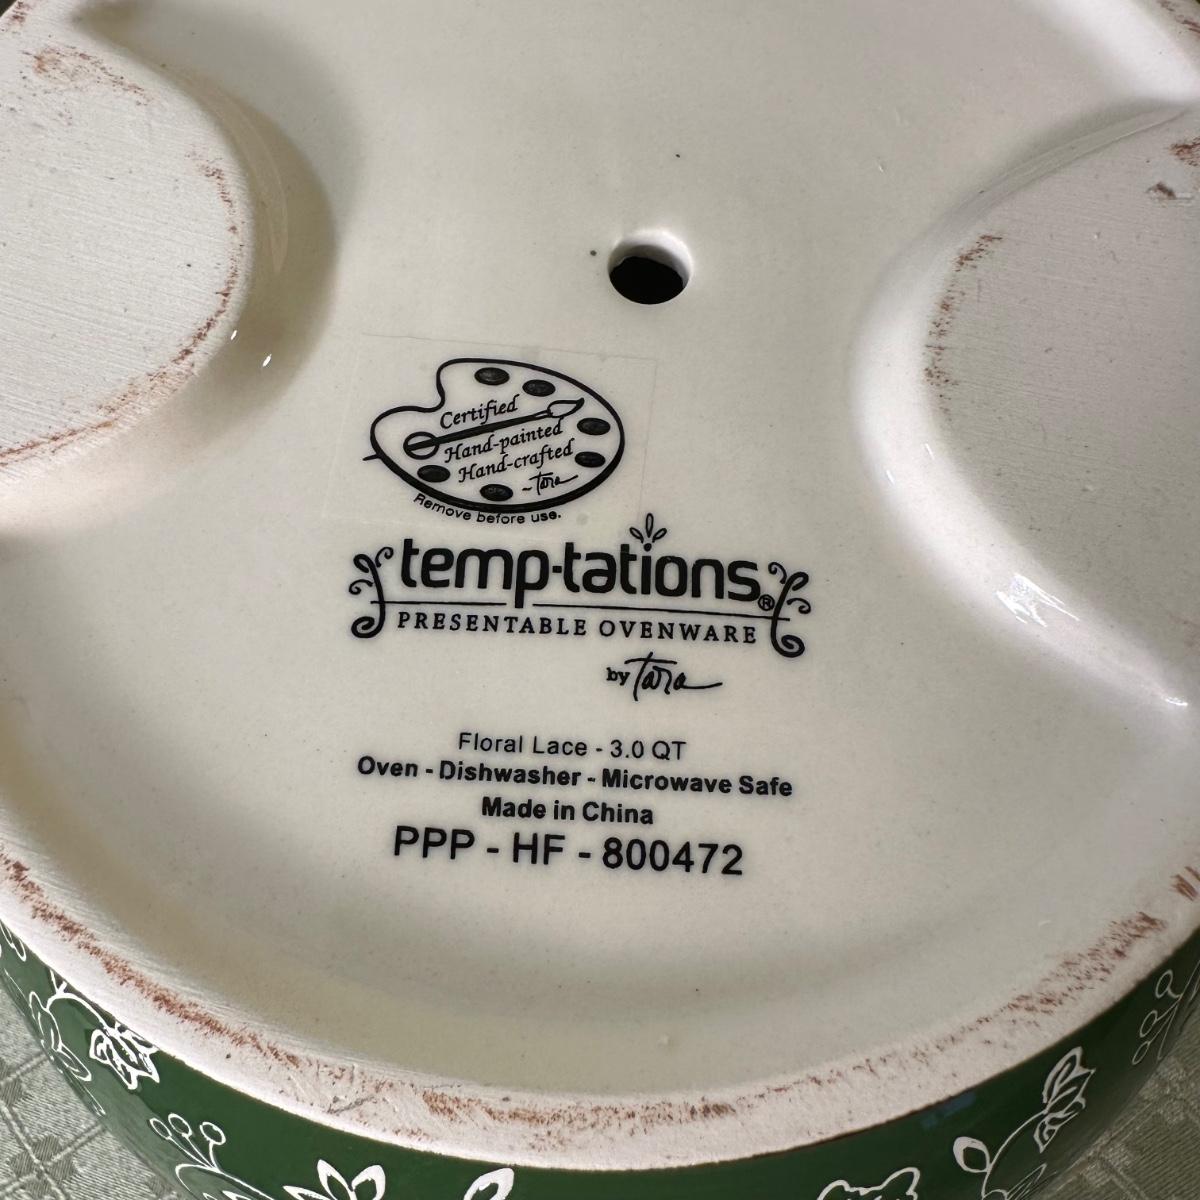 Certified
Hand-painted
Hand-crafted
~Tara
Remove before use.
temp-tations®
PRESENTABLE OVENWARE
by Tara
Floral Lace - 3.0 QT
Oven - Dishwasher - Microwave Safe
Made in China
PPP - HF - 800472